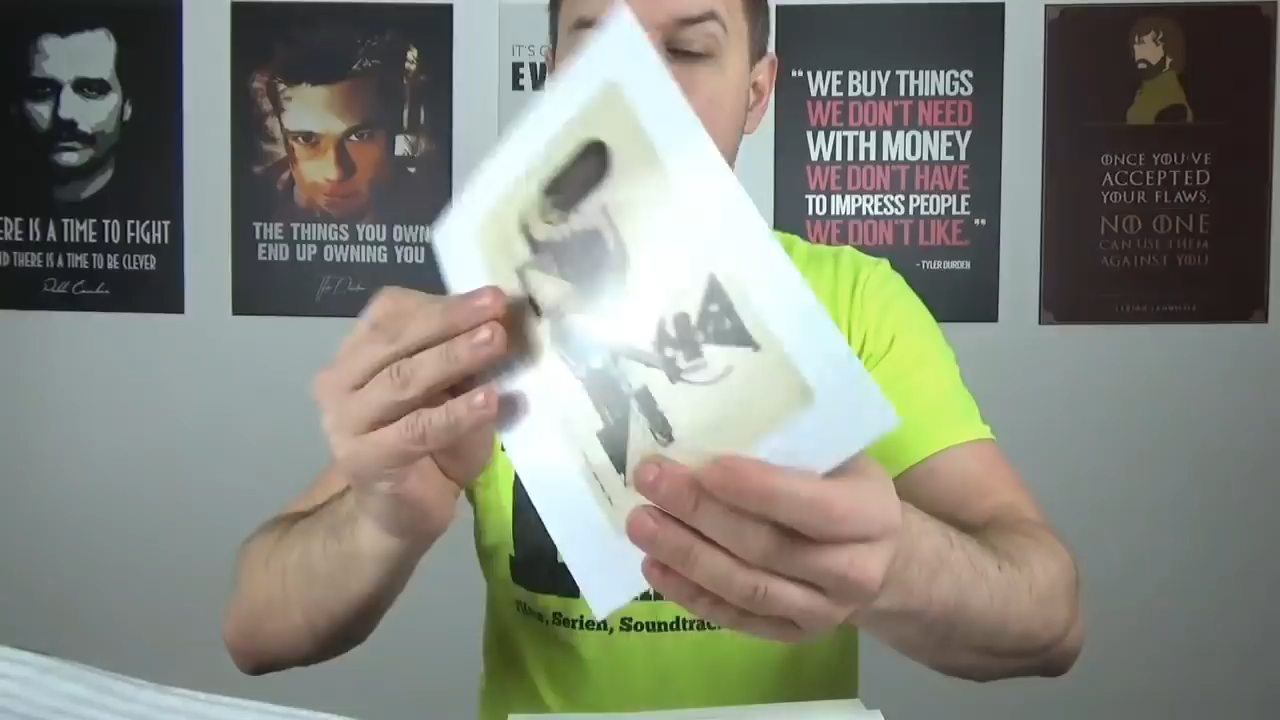 ERE IS A TIME TO FIGHT
ND THERE IS A TIME TO BE CLEVER
THE THINGS YOU OWN
END UP OWNING YOU
IT'S
EV
“WE BUY THINGS
WE DON'T NEED
WITH MONEY
WE DON'T HAVE
TO IMPRESS PEOPLE
WE DON'T LIKE.”
- TYLER DURDEN
ONCE YOU'VE
ACCEPTED
YOUR FLAWS,
NO ONE
CAN USE THEM
AGAINST YOU!
Serien, Soundtrac